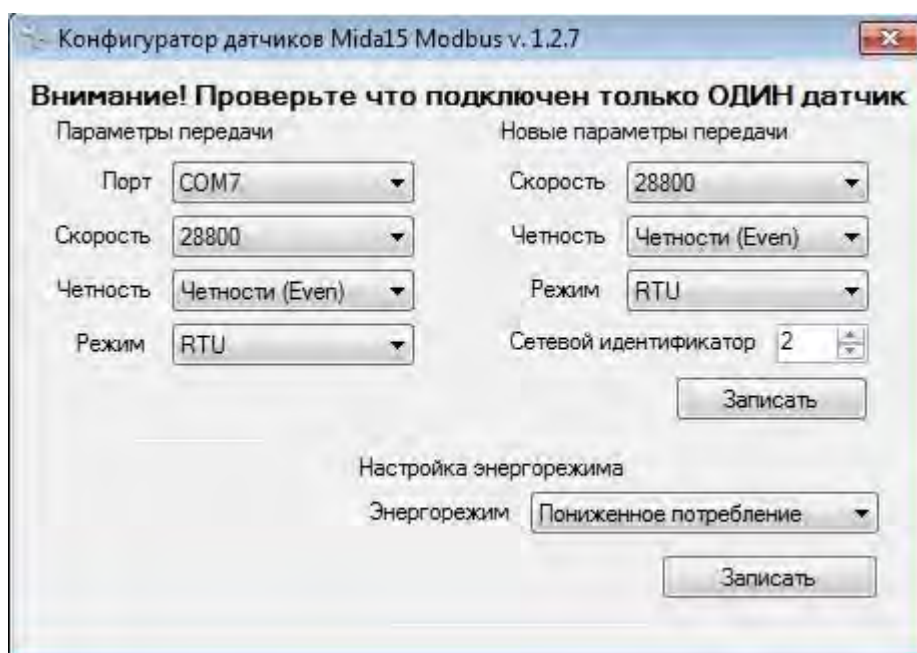 Конфигуратор датчиков Mida15 Modbus v. 1.2.7
Внимание! Проверьте что подключен только ОДИН датчик
Параметры передачи
Порт COM7
Скорость 28800
Четность Четности (Even)
Режим RTU
Новые параметры передачи
Скорость 28800
Четность Четности (Even)
Режим RTU
Сетевой идентификатор 2
Записать
Настройка энергорежима
Энергорежим Пониженное потребление
Записать